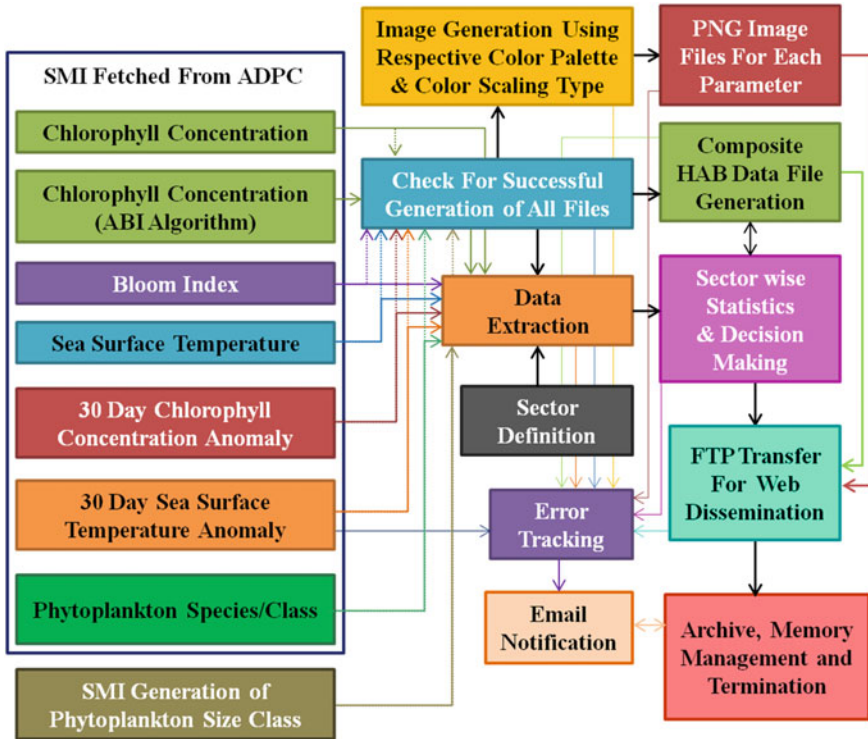 SMI Fetched From ADPC
Chlorophyll Concentration
Chlorophyll Concentration
(ABI Algorithm)
Bloom Index
Sea Surface Temperature
30 Day Chlorophyll
Concentration Anomaly
30 Day Sea Surface
Temperature Anomaly
Phytoplankton Species/Class
SMI Generation of
Phytoplankton Size Class
Image Generation Using
Respective Color Palette
& Color Scaling Type
Check For Successful
Generation of All Files
Data
Extraction
Sector
Definition
Error
Tracking
Email
Notification
PNG Image
Files For Each
Parameter
Composite
HAB Data File
Generation
Sector wise
Statistics
& Decision
Making
FTP Transfer
For Web
Dissemination
Archive, Memory
Management and
Termination